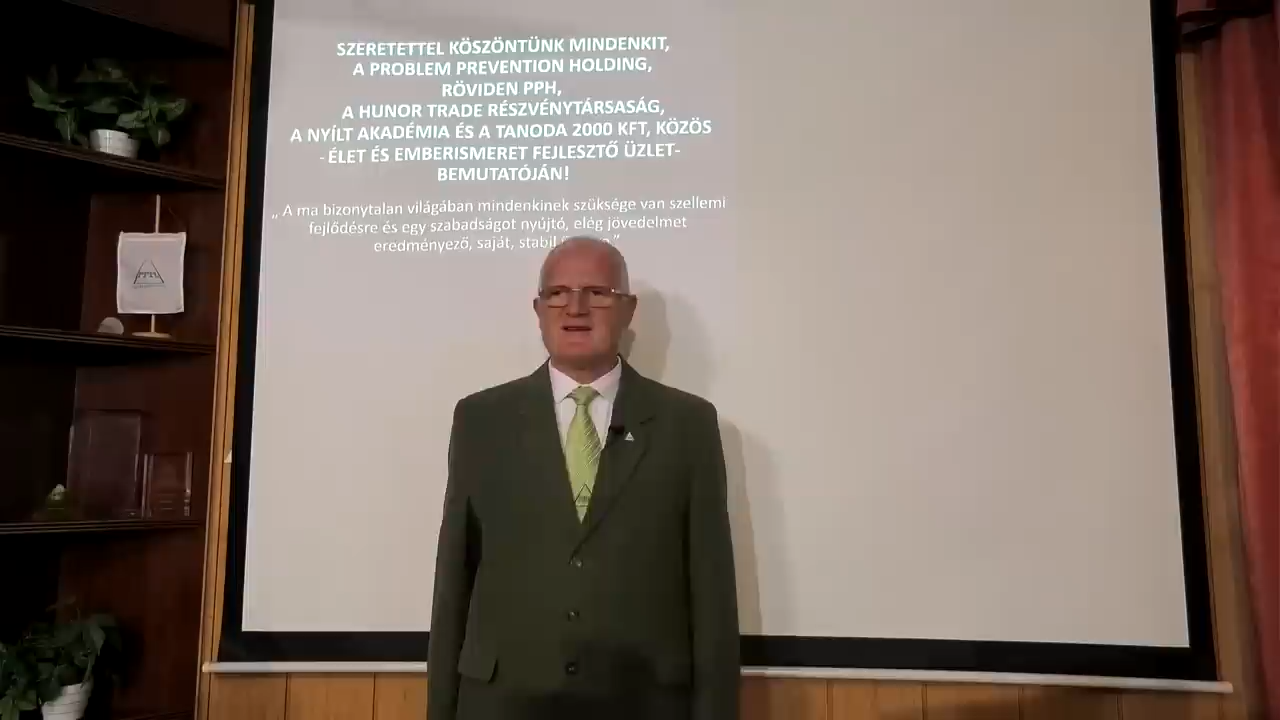 SZERETETTEL KÖSZÖNTÜNK MINDENKIT,
A PROBLEM PREVENTION HOLDING,
RÖVIDEN PPH,
A HUNOR TRADE RÉSZVÉNYTÁRSASÁG,
A NYÍLT AKADÉMIA ÉS A TANODA 2000 KFT, KÖZÖS
- ÉLET ÉS EMBERISMERET FEJLESZTŐ ÜZLET-
BEMUTATÓJÁN!
„ A ma bizonytalan világában mindenkinek szüksége van szellemi
fejlődésre és egy szabadságot nyújtó, elég jövedelmet
eredményező, saját, stabil